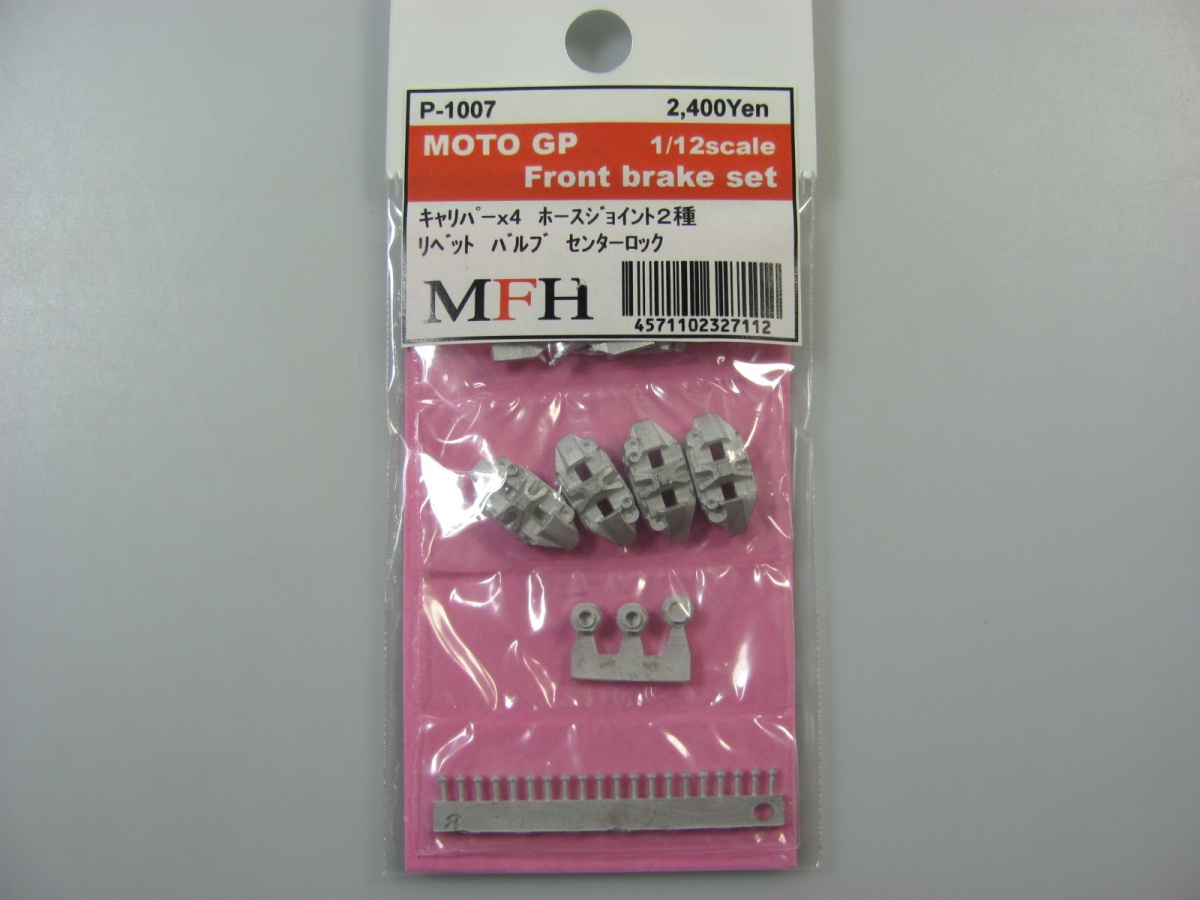 P-1007 2,400Yen
MOTO GP 1/12scale
Front brake set
ｷｬﾘﾊﾟｰx4 ﾎｰｽｼﾞｮｲﾝﾄ2種
ﾘﾍﾞｯﾄ ﾊﾞﾙﾌﾞ ｾﾝﾀｰﾛｯｸ
MFH
4571102327112